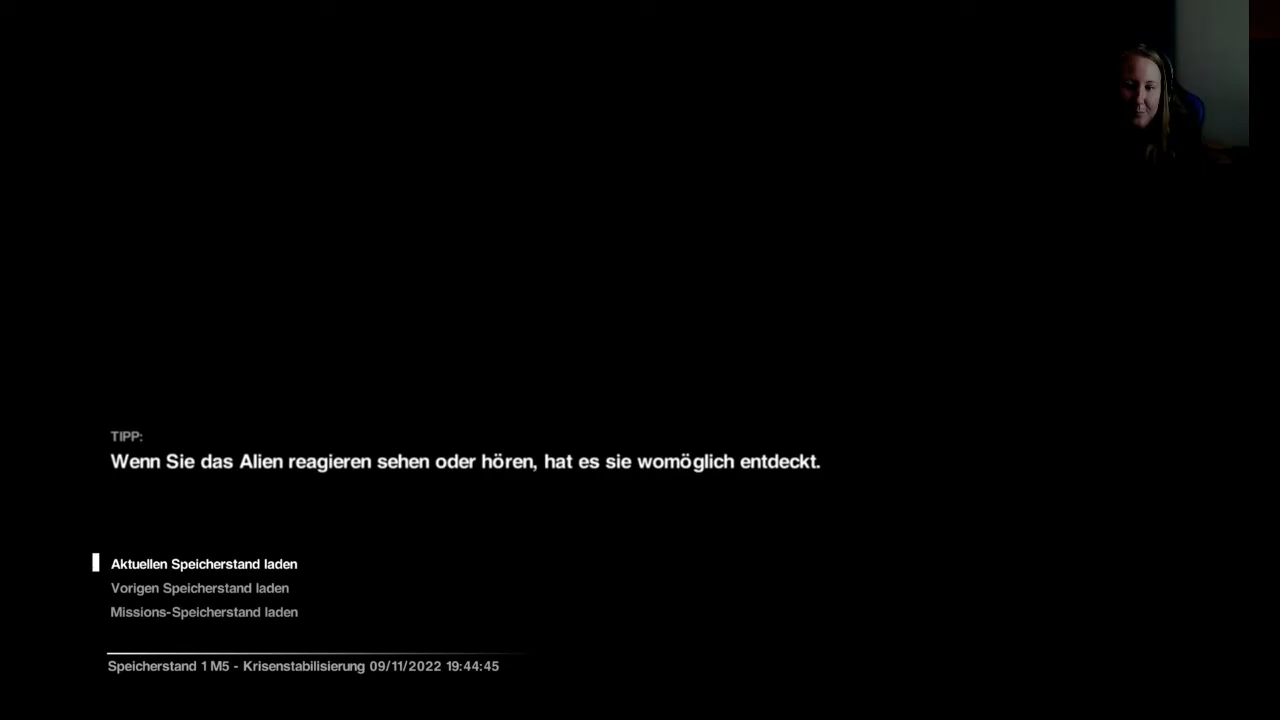 TIPP:
Wenn Sie das Alien reagieren sehen oder hören, hat es sie womöglich entdeckt.
Aktuellen Speicherstand laden
Vorigen Speicherstand laden
Missions-Speicherstand laden
Speicherstand 1 M5 - Krisenstabilisierung 09/11/2022 19:44:45